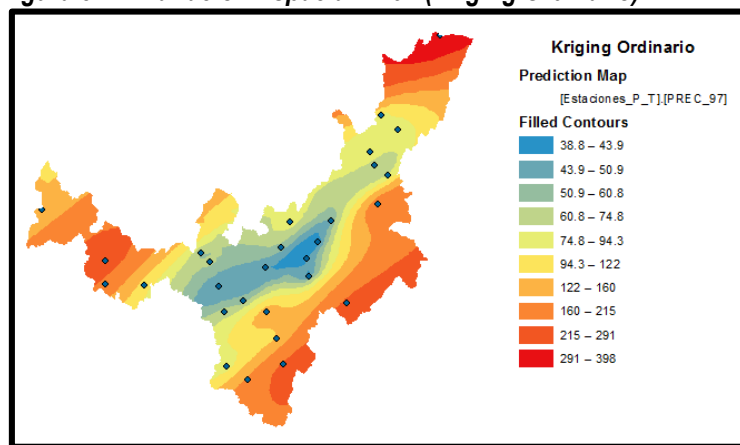 (Kriging Ordinario)
Kriging Ordinario
Prediction Map
[Estaciones_P_T].[PREC_97]
Filled Contours
38.8 – 43.9
43.9 – 50.9
50.9 – 60.8
60.8 – 74.8
74.8 – 94.3
94.3 – 122
122 – 160
160 – 215
215 – 291
291 – 398